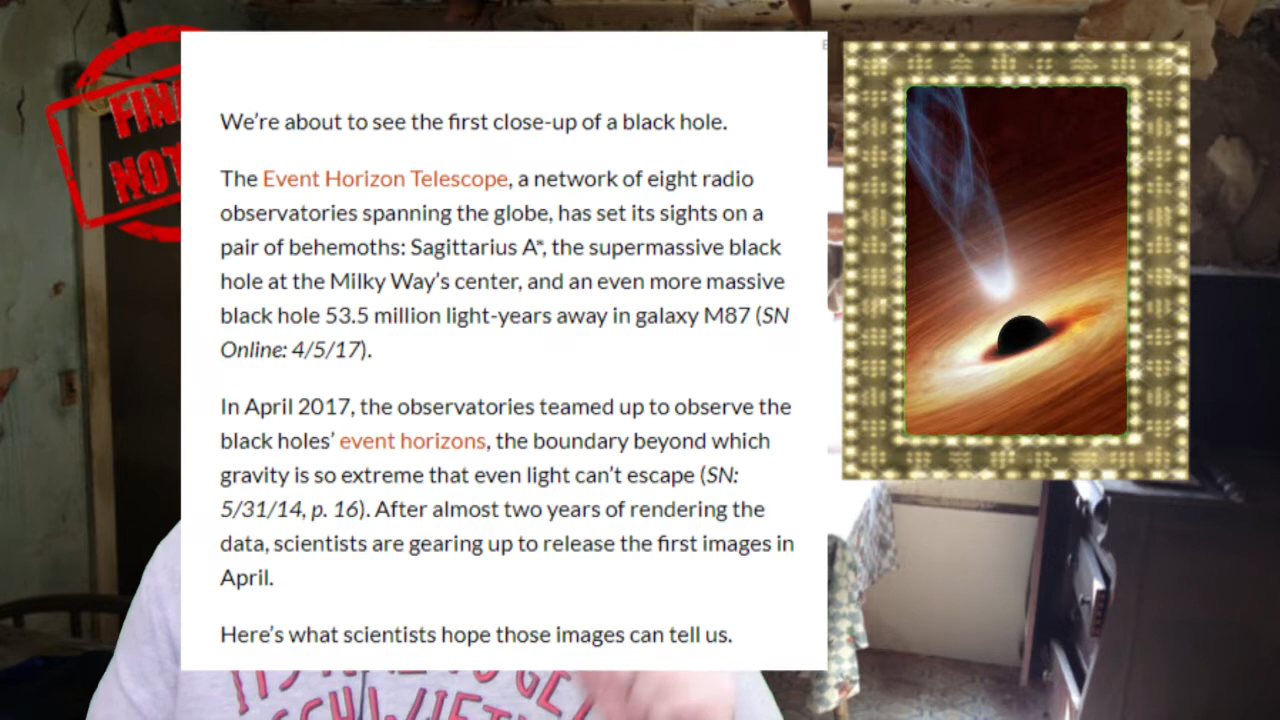 We're about to see the first close-up of a black hole.
The Event Horizon Telescope, a network of eight radio
observatories spanning the globe, has set its sights on a
pair of behemoths: Sagittarius A*, the supermassive black
hole at the Milky Way's center, and an even more massive
black hole 53.5 million light-years away in galaxy M87 (SN
Online: 4/5/17).
In April 2017, the observatories teamed up to observe the
black holes' event horizons, the boundary beyond which
gravity is so extreme that even light can't escape (SN:
5/31/14, p. 16). After almost two years of rendering the
data, scientists are gearing up to release the first images in
April.
Here's what scientists hope those images can tell us.